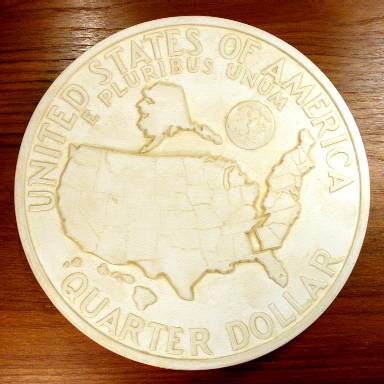 UNITED STATES OF AMERICA
E PLURIBUS UNUM
QUARTER DOLLAR